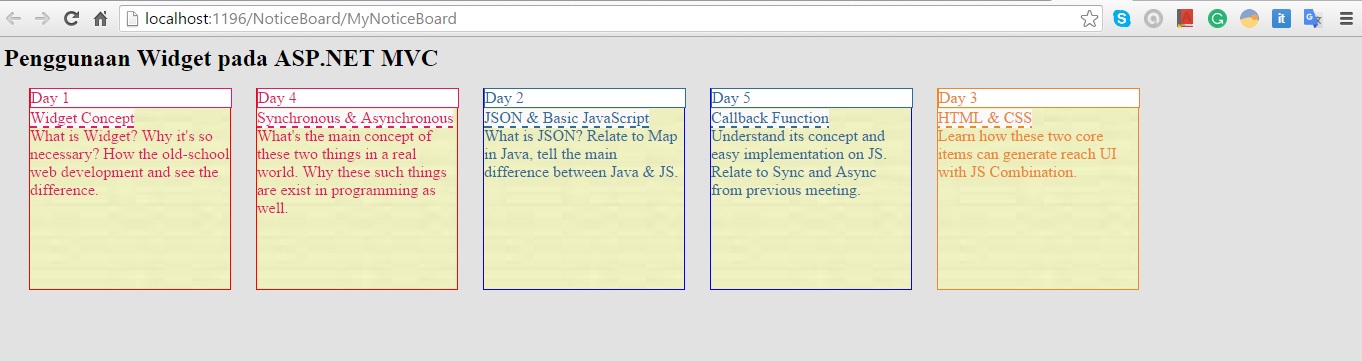 localhost:1196/NoticeBoard/MyNoticeBoard
it
Penggunaan Widget pada ASP.NET MVC
Day 1
Widget Concept
What is Widget? Why it's so
necessary? How the old-school
web development and see the
difference.
Day 4
Synchronous & Asynchronous
What's the main concept of
these two things in a real
world. Why these such things
are exist in programming as
well.
Day 2
JSON & Basic JavaScript
What is JSON? Relate to Map
in Java, tell the main
difference between Java & JS.
Day 5
Callback Function
Understand its concept and
easy implementation on JS.
Relate to Sync and Async
from previous meeting.
Day 3
HTML & CSS
Learn how these two core
items can generate reach UI
with JS Combination.